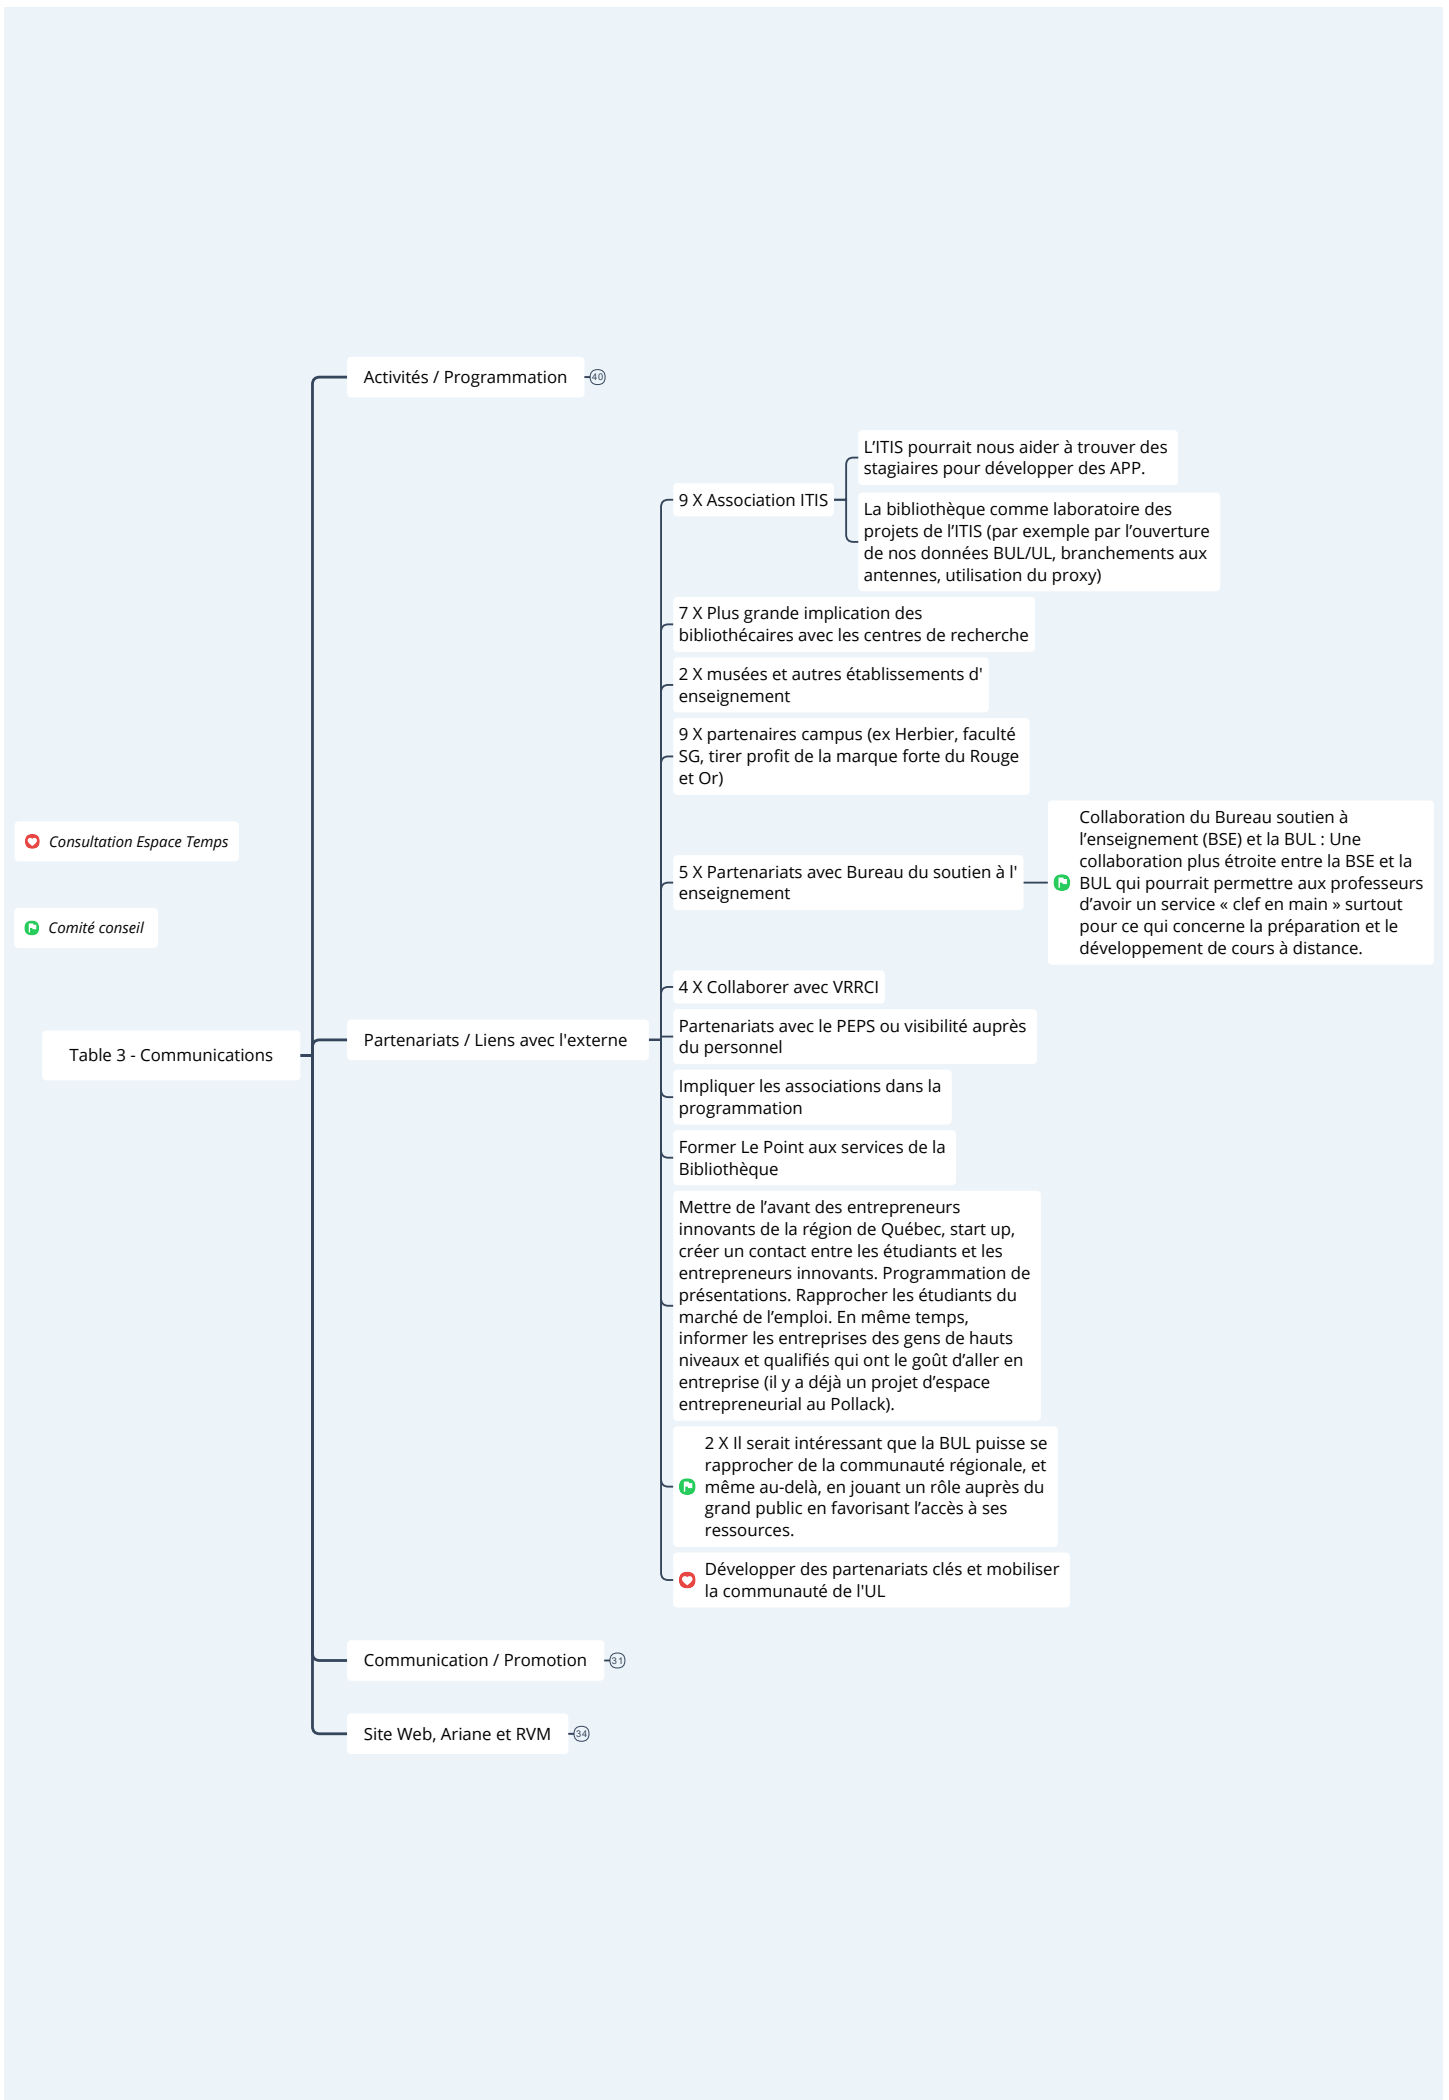 Activités / Programmation
40
L’ITIS pourrait nous aider à trouver des
stagiaires pour développer des APP.
9 X Association ITIS
La bibliothèque comme laboratoire des
projets de l’ITIS (par exemple par l’ouverture
de nos données BUL/UL, branchements aux
antennes, utilisation du proxy)
7 X Plus grande implication des
bibliothécaires avec les centres de recherche
2 X musées et autres établissements d'
enseignement
9 X partenaires campus (ex Herbier, faculté
SG, tirer profit de la marque forte du Rouge
et Or)
Consultation Espace Temps
Comité conseil
5 X Partenariats avec Bureau du soutien à l'
enseignement
Collaboration du Bureau soutien à
l’enseignement (BSE) et la BUL : Une
collaboration plus étroite entre la BSE et la
BUL qui pourrait permettre aux professeurs
d’avoir un service « clef en main » surtout
pour ce qui concerne la préparation et le
développement de cours à distance.
4 X Collaborer avec VRRCI
Table 3 - Communications
Partenariats / Liens avec l'externe
Partenariats avec le PEPS ou visibilité auprès
du personnel
Impliquer les associations dans la
programmation
Former Le Point aux services de la
Bibliothèque
Mettre de l’avant des entrepreneurs
innovants de la région de Québec, start up,
créer un contact entre les étudiants et les
entrepreneurs innovants. Programmation de
présentations. Rapprocher les étudiants du
marché de l’emploi. En même temps,
informer les entreprises des gens de hauts
niveaux et qualifiés qui ont le goût d’aller en
entreprise (il y a déjà un projet d’espace
entrepreneurial au Pollack).
2 X Il serait intéressant que la BUL puisse se
rapprocher de la communauté régionale, et
même au-delà, en jouant un rôle auprès du
grand public en favorisant l’accès à ses
ressources.
Développer des partenariats clés et mobiliser
la communauté de l'UL
Communication / Promotion
31
Site Web, Ariane et RVM
34